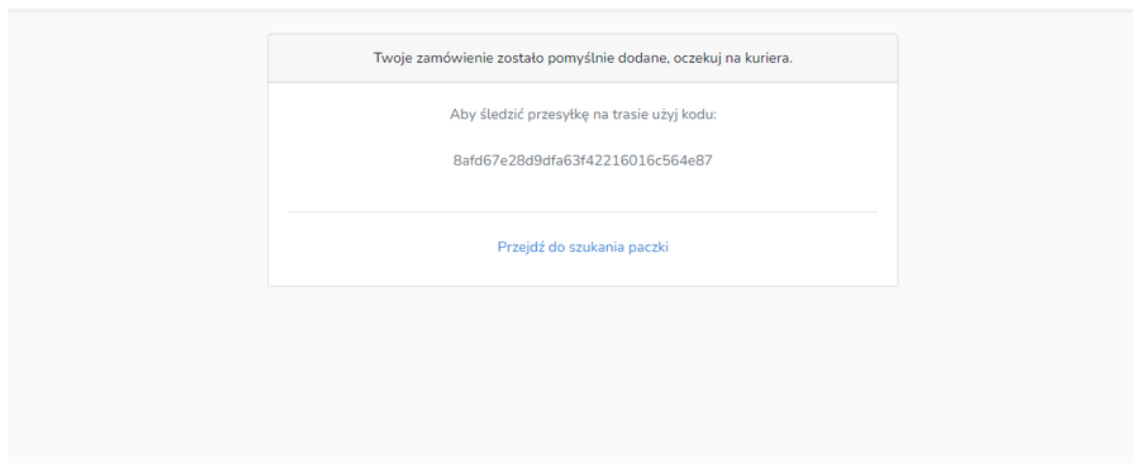 Twoje zamówienie zostało pomyślnie dodane, oczekuj na kuriera.
Aby śledzić przesyłkę na trasie użyj kodu:
8afd67e28d9dfa63f42216016c564e87
Przejdź do szukania paczki